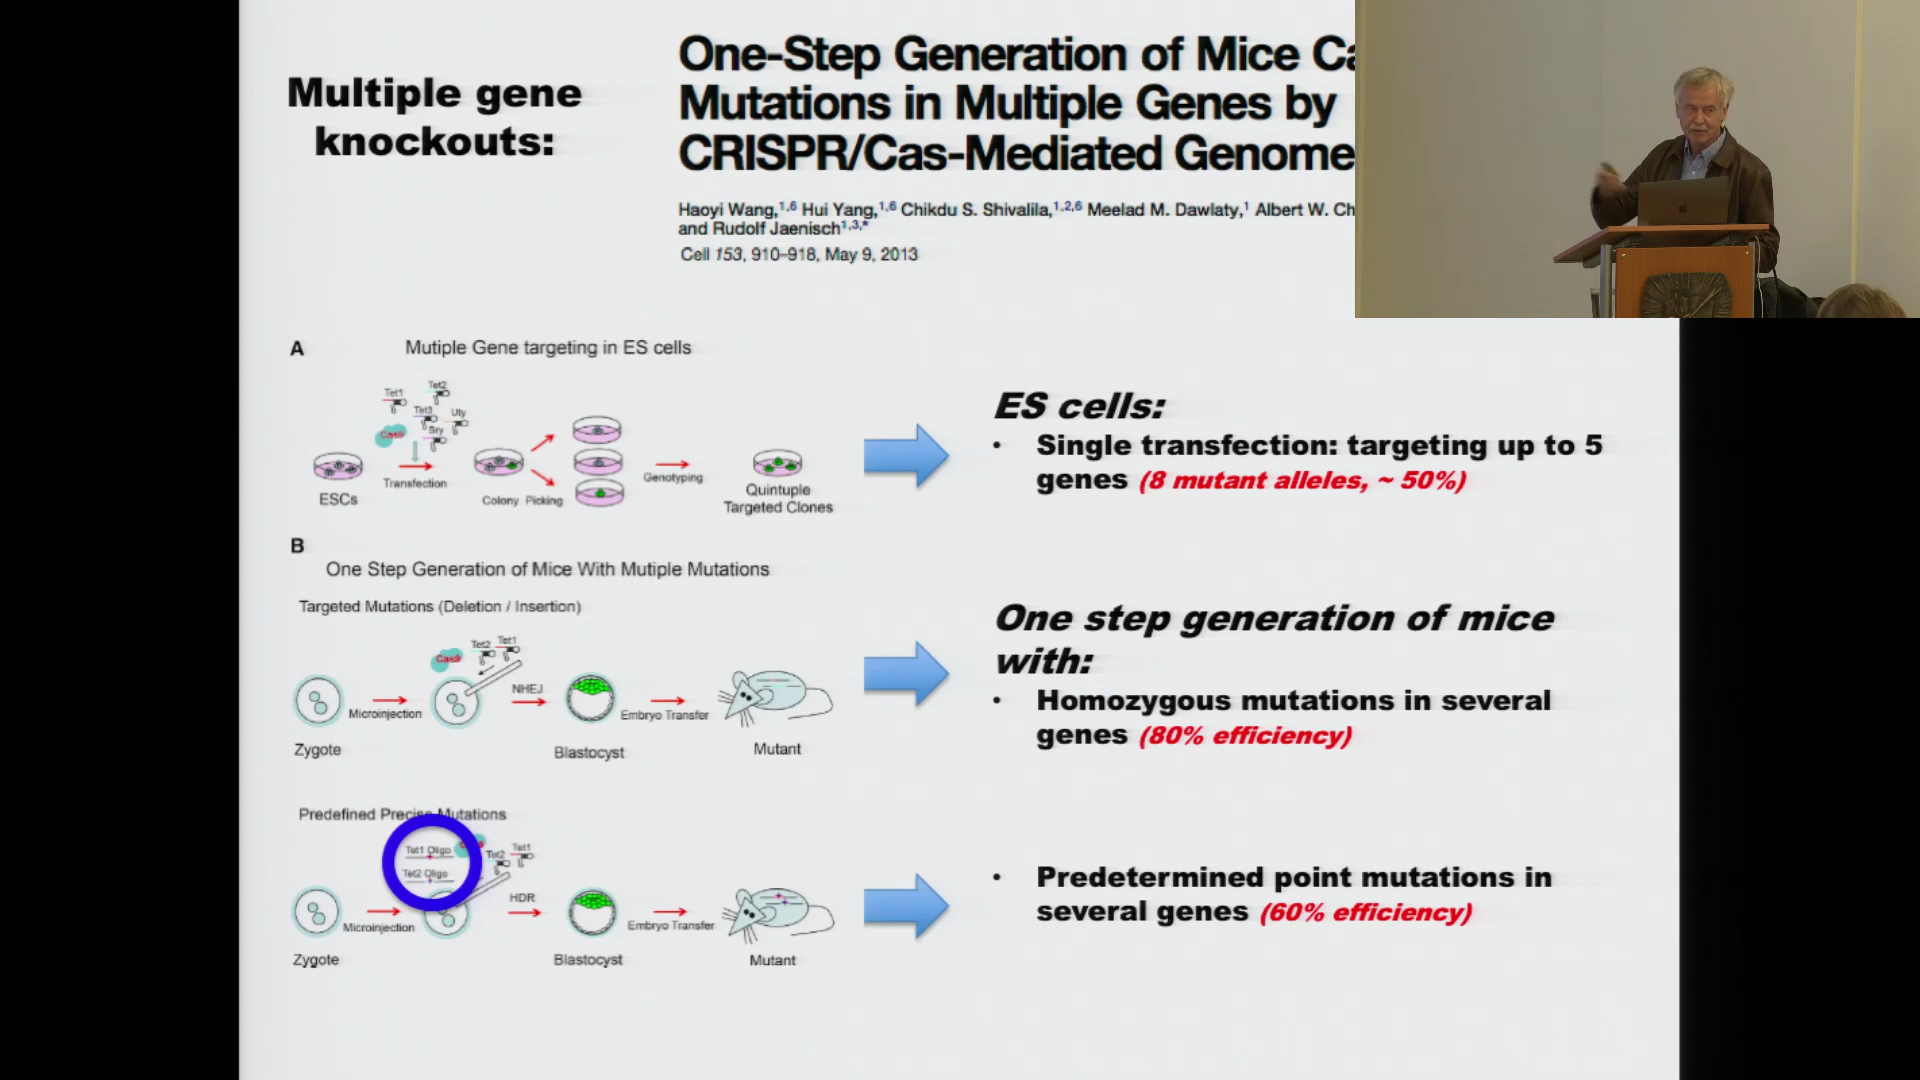 Multiple gene
knockouts:
One-Step Generation of Mice Ca
Mutations in Multiple Genes by
CRISPR/Cas-Mediated Genome
Haoyi Wang,1,6 Hui Yang,1,6 Chikdu S. Shivalila,1,2,6 Meelad M. Dawlaty,1 Albert W. Ch
and Rudolf Jaenisch1,3,*
Cell 153, 910–918, May 9, 2013
A
Mutiple Gene targeting in ES cells
Tet1
Tet2
Tet3
Uty
Sry
Cas9
ESCs
Transfection
Colony Picking
Genotyping
Quintuple
Targeted Clones
ES cells:
• Single transfection: targeting up to 5
genes (8 mutant alleles, ~ 50%)
B
One Step Generation of Mice With Mutiple Mutations
Targeted Mutations (Deletion / Insertion)
Cas9
Tet2
Tet1
Microinjection
NHEJ
Embryo Transfer
Zygote
Blastocyst
Mutant
One step generation of mice
with:
• Homozygous mutations in several
genes (80% efficiency)
Predefined Precise Mutations
Tet1 Oligo
Tet2 Oligo
Tet2
Tet1
Microinjection
HDR
Embryo Transfer
Zygote
Blastocyst
Mutant
• Predetermined point mutations in
several genes (60% efficiency)